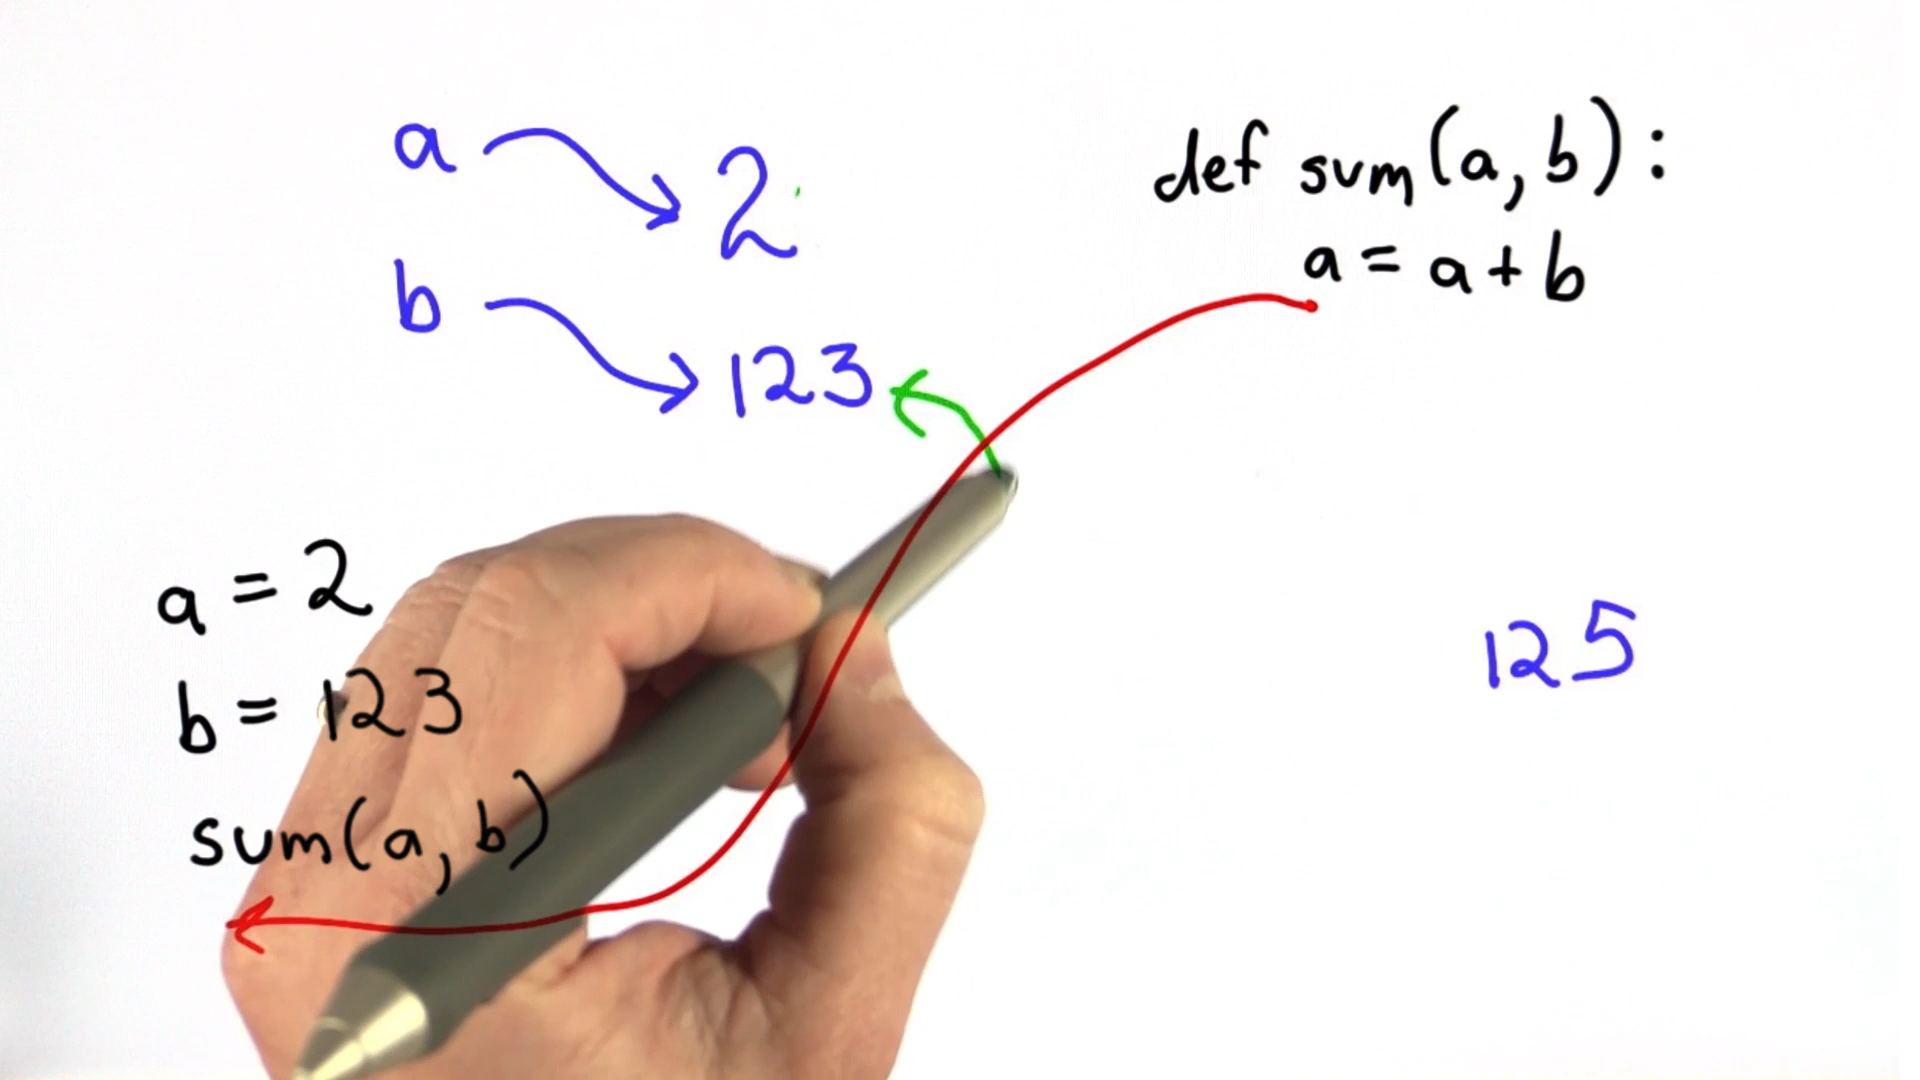 a 2
b 123
def sum(a, b):
a = a + b
a = 2
b = 123
sum(a, b)
125